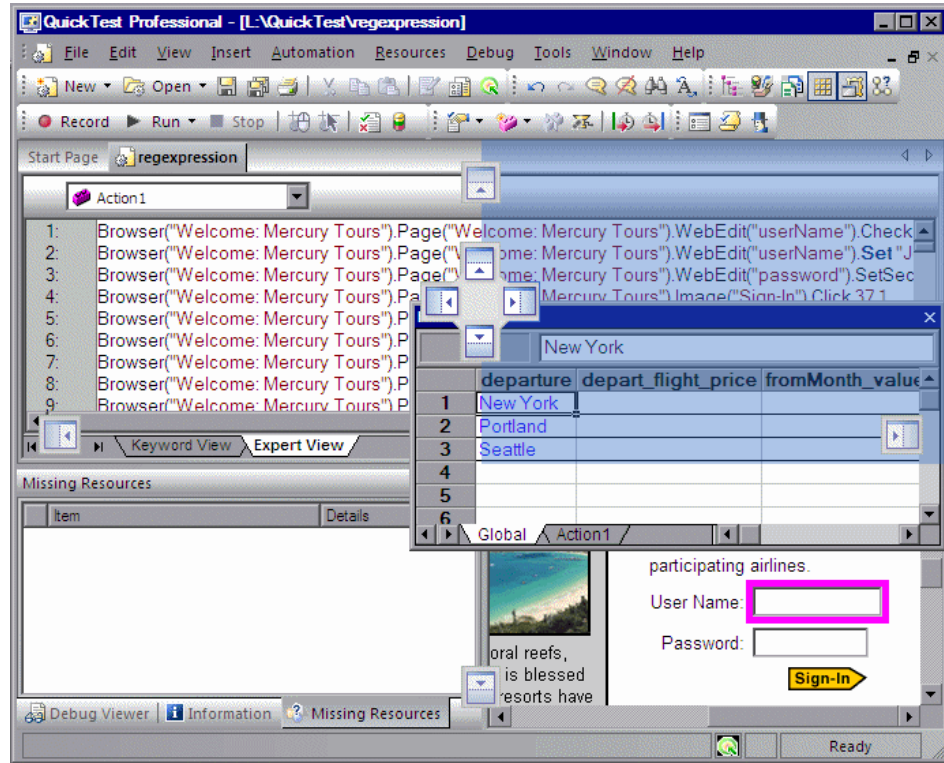 QuickTest Professional - [L:\QuickTest\regexpression]
File Edit View Insert Automation Resources Debug Tools Window Help
New Open
Record Run Stop
Start Page regexpression
Action1
1: Browser("Welcome: Mercury Tours").Page("Welcome: Mercury Tours").WebEdit("userName").Check
2: Browser("Welcome: Mercury Tours").Page("W ome: Mercury Tours").WebEdit("userName").Set "J
3: Browser("Welcome: Mercury Tours").Page("W ome: Mercury Tours").WebEdit("password").SetSec
4: Browser("Welcome: Mercury Tours").Pa Mercury Tours").Image("Sign-In").Click 37,1
5: Browser("Welcome: Mercury Tours").P
6: Browser("Welcome: Mercury Tours").P
7: Browser("Welcome: Mercury Tours").P
8: Browser("Welcome: Mercury Tours").P
9: Browser("Welcome: Mercury Tours").P
Keyword View Expert View
New York
departure depart_flight_price fromMonth_value
1 New York
2 Portland
3 Seattle
4
5
6
Global Action1
Missing Resources
Item Details
participating airlines.
User Name:
Password:
Sign-In
oral reefs,
is blessed
resorts have
Debug Viewer Information Missing Resources
Ready